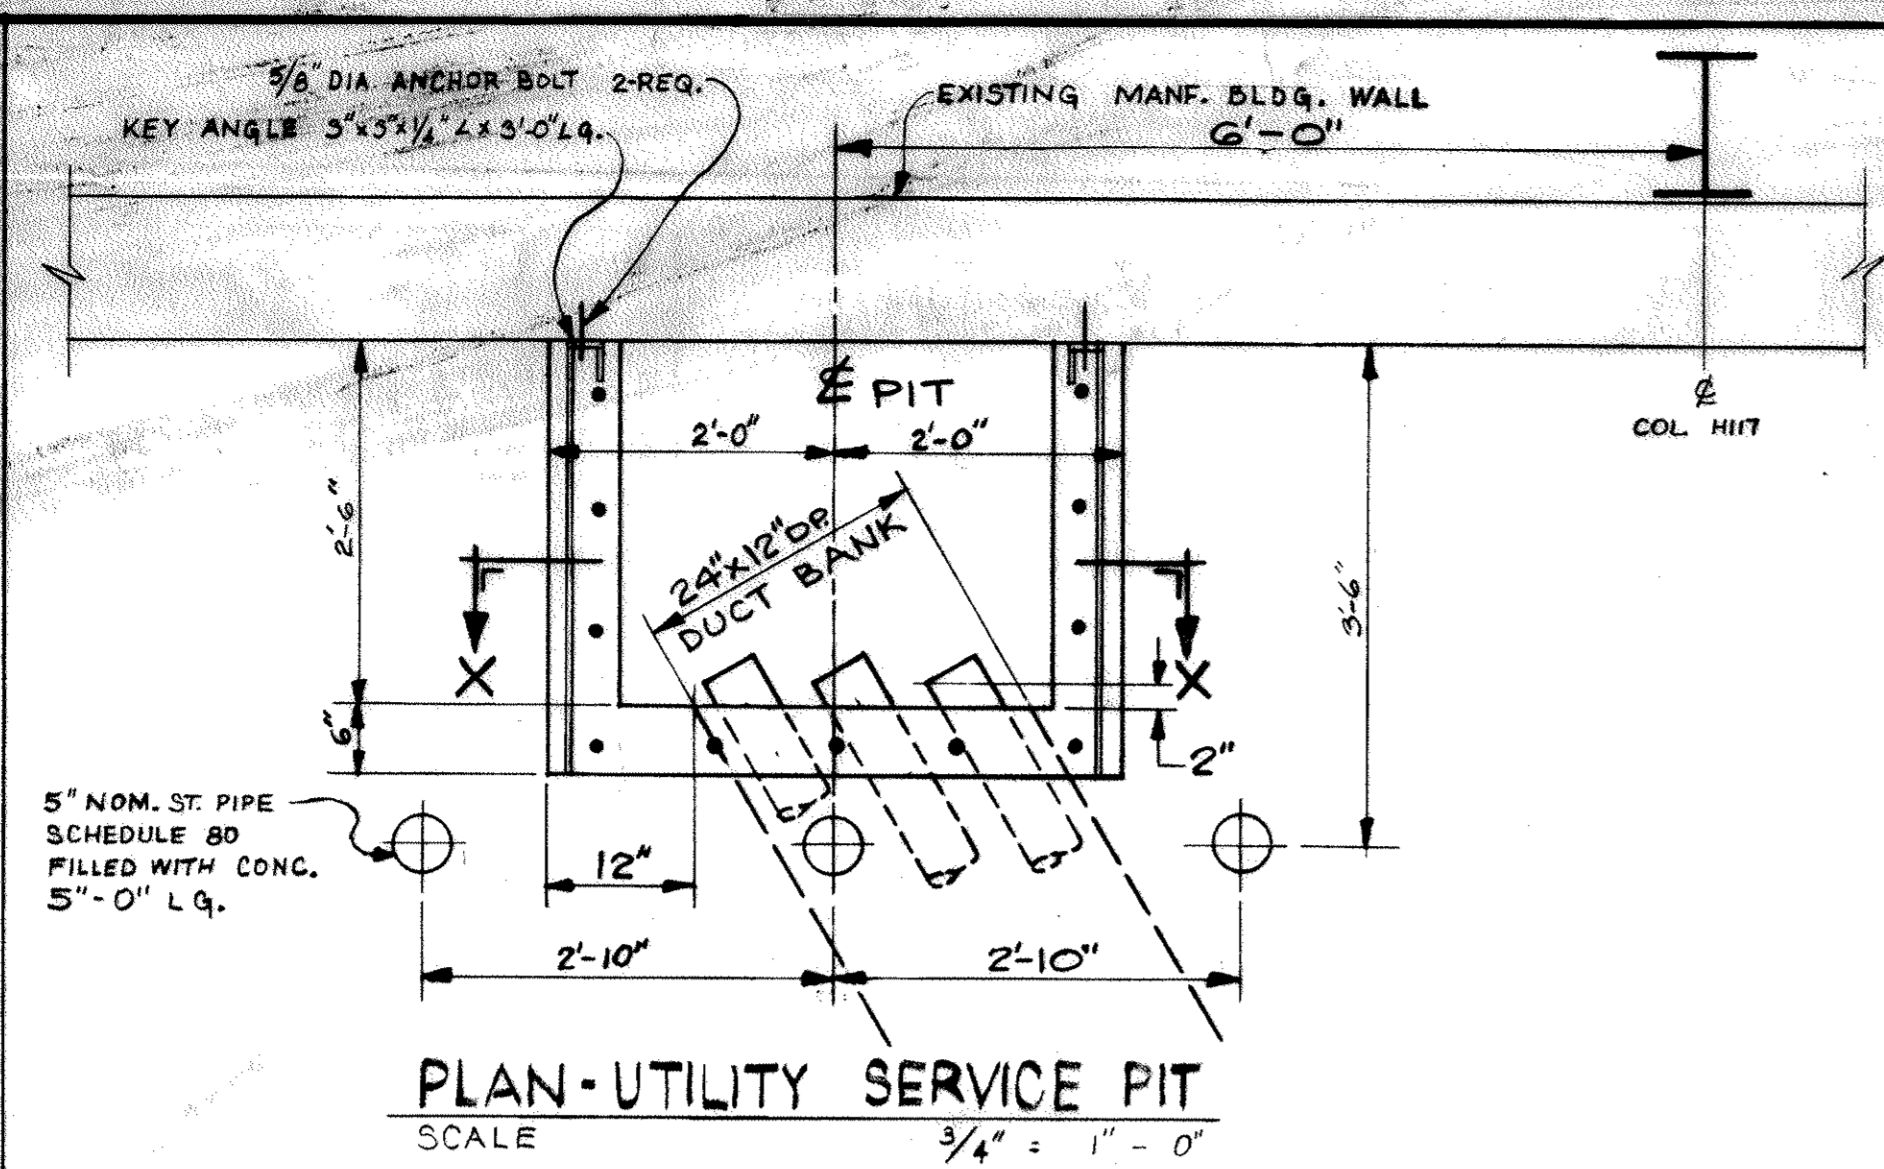 5/8" DIA. ANCHOR BOLT 2-REQ.
KEY ANGLE 3"x3"x1/4" L x 3'-0" LG.
EXISTING MANF. BLDG. WALL
6'-0"
℄ PIT
℄
COL H117
2'-0"
2'-0"
2'-6"
24"x12" DP.
DUCT BANK
3'-6"
X
X
6"
2"
5" NOM. ST. PIPE
SCHEDULE 80
FILLED WITH CONC.
5"-0" LG.
12"
2'-10"
2'-10"
PLAN-UTILITY SERVICE PIT
SCALE 3/4" = 1"-0"